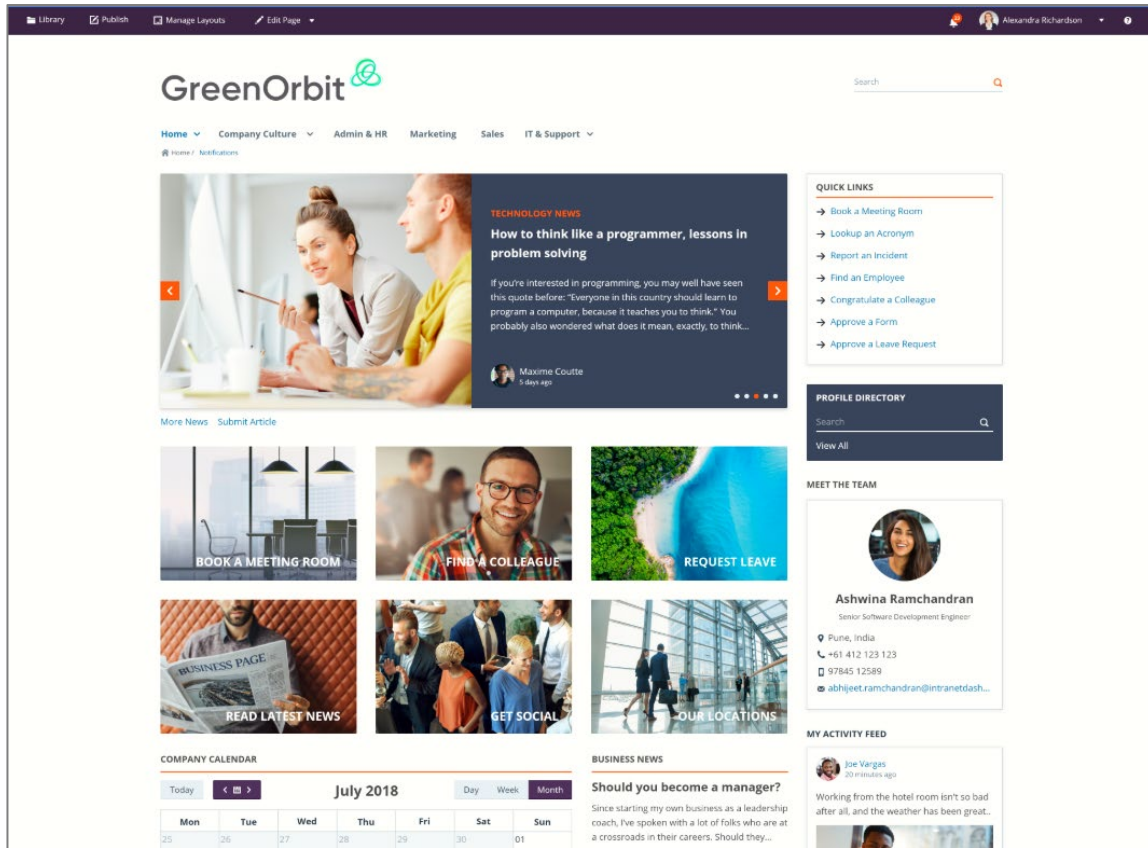 Library Publish Manage Layouts Edit Page
Alexandra Richardson
GreenOrbit
Search
Home Company Culture Admin & HR Marketing Sales IT & Support
Home / Notifications
TECHNOLOGY NEWS
How to think like a programmer, lessons in
problem solving
If you're interested in programming, you may well have seen
this quote before: "Everyone in this country should learn to
program a computer, because it teaches you to think." You
probably also wondered what does it mean, exactly, to think...
Maxime Coutte
5 days ago
More News Submit Article
QUICK LINKS
Book a Meeting Room
Lookup an Acronym
Report an Incident
Find an Employee
Congratulate a Colleague
Approve a Form
Approve a Leave Request
PROFILE DIRECTORY
Search
View All
BOOK A MEETING ROOM
FIND A COLLEAGUE
REQUEST LEAVE
BUSINESS PAGE
READ LATEST NEWS
GET SOCIAL
OUR LOCATIONS
MEET THE TEAM
Ashwina Ramchandran
Senior Software Development Engineer
Pune, India
+61 412 123 123
97845 12589
abhijeet.ramchandran@intranetdash...
COMPANY CALENDAR
Today
July 2018
Day Week Month
Mon Tue Wed Thu Fri Sat Sun
25 26 27 28 29 30 01
BUSINESS NEWS
Should you become a manager?
Since starting my own business as a leadership
coach, I've spoken with a lot of folks who are at
a crossroads in their careers. Should they...
MY ACTIVITY FEED
Joe Vargas
20 minutes ago
Working from the hotel room isn't so bad
after all, and the weather has been great..